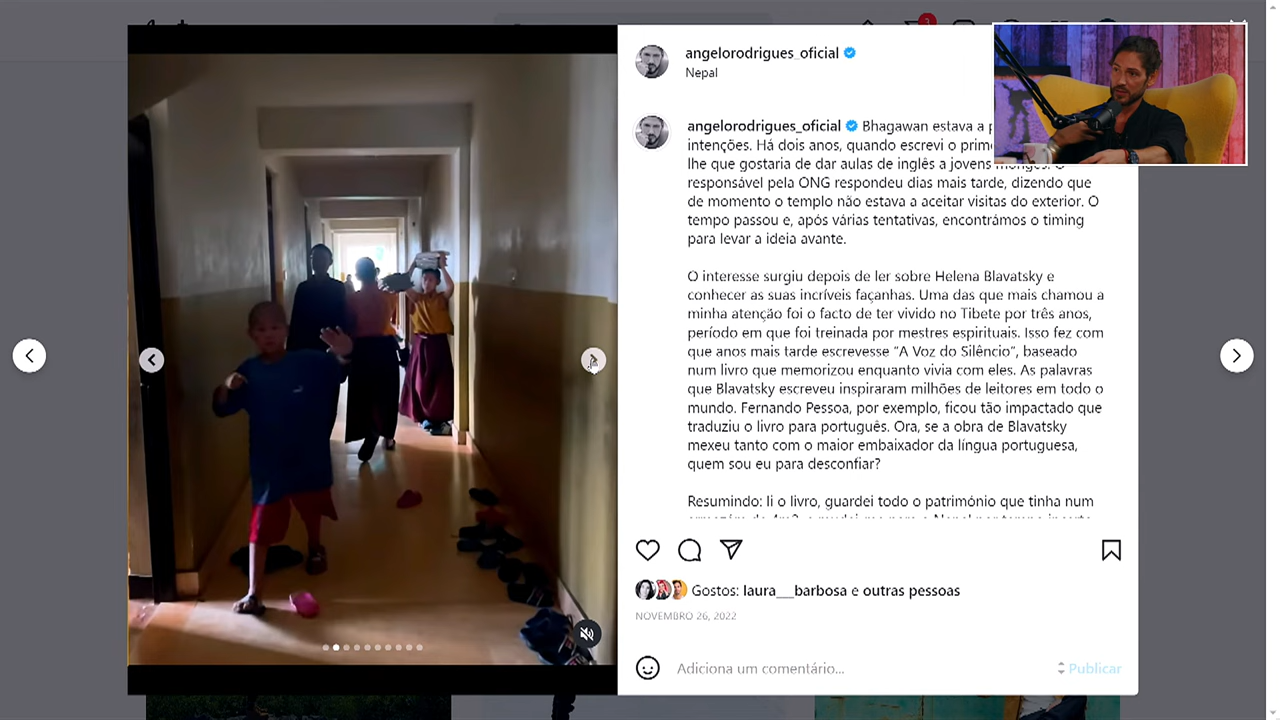 3
angelorodrigues_oficial
Nepal
angelorodrigues_oficial Bhagawan estava a
intenções. Há dois anos, quando escrevi o
lhe que gostaria de dar aulas de inglês a jovens monges. O
responsável pela ONG respondeu dias mais tarde, dizendo que
de momento o templo não estava a aceitar visitas do exterior. O
tempo passou e, após várias tentativas, encontrámos o timing
para levar a ideia avante.
O interesse surgiu depois de ler sobre Helena Blavatsky e
conhecer as suas incríveis façanhas. Uma das que mais chamou a
minha atenção foi o facto de ter vivido no Tibete por três anos,
período em que foi treinada por mestres espirituais. Isso fez com
que anos mais tarde escrevesse “A Voz do Silêncio”, baseado
num livro que memorizou enquanto vivia com eles. As palavras
que Blavatsky escreveu inspiraram milhões de leitores em todo o
mundo. Fernando Pessoa, por exemplo, ficou tão impactado que
traduziu o livro para português. Ora, se a obra de Blavatsky
mexeu tanto com o maior embaixador da língua portuguesa,
quem sou eu para desconfiar?
Resumindo: li o livro, guardei todo o património que tinha num
Gostos: laura___barbosa e outras pessoas
NOVEMBRO 26, 2022
Adiciona um comentário... Publicar